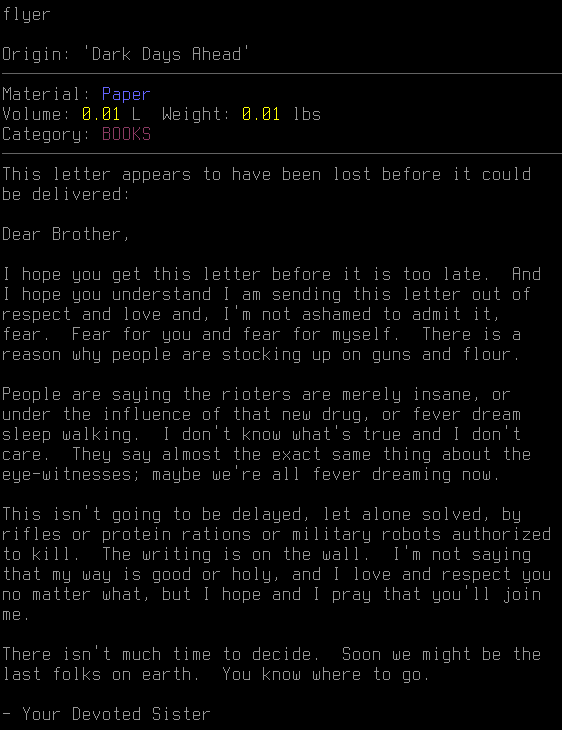 flyer
Origin: 'Dark Days Ahead'
Material: Paper
Volume: 0.01 L  Weight: 0.01 lbs
Category: BOOKS
This letter appears to have been lost before it could
be delivered:
Dear Brother,
I hope you get this letter before it is too late.  And
I hope you understand I am sending this letter out of
respect and love and, I'm not ashamed to admit it,
fear.  Fear for you and fear for myself.  There is a
reason why people are stocking up on guns and flour.
People are saying the rioters are merely insane, or
under the influence of that new drug, or fever dream
sleep walking.  I don't know what's true and I don't
care.  They say almost the exact same thing about the
eye-witnesses; maybe we're all fever dreaming now.
This isn't going to be delayed, let alone solved, by
rifles or protein rations or military robots authorized
to kill.  The writing is on the wall.  I'm not saying
that my way is good or holy, and I love and respect you
no matter what, but I hope and I pray that you'll join
me.
There isn't much time to decide.  Soon we might be the
last folks on earth.  You know where to go.
- Your Devoted Sister